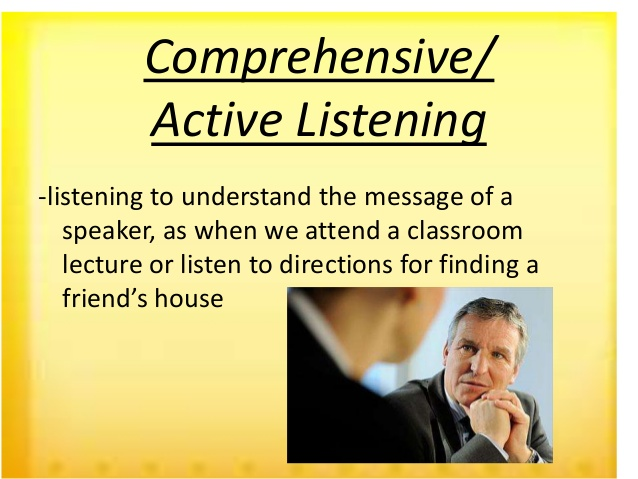 Comprehensive/
Active Listening
-listening to understand the message of a
speaker, as when we attend a classroom
lecture or listen to directions for finding a
friend’s house